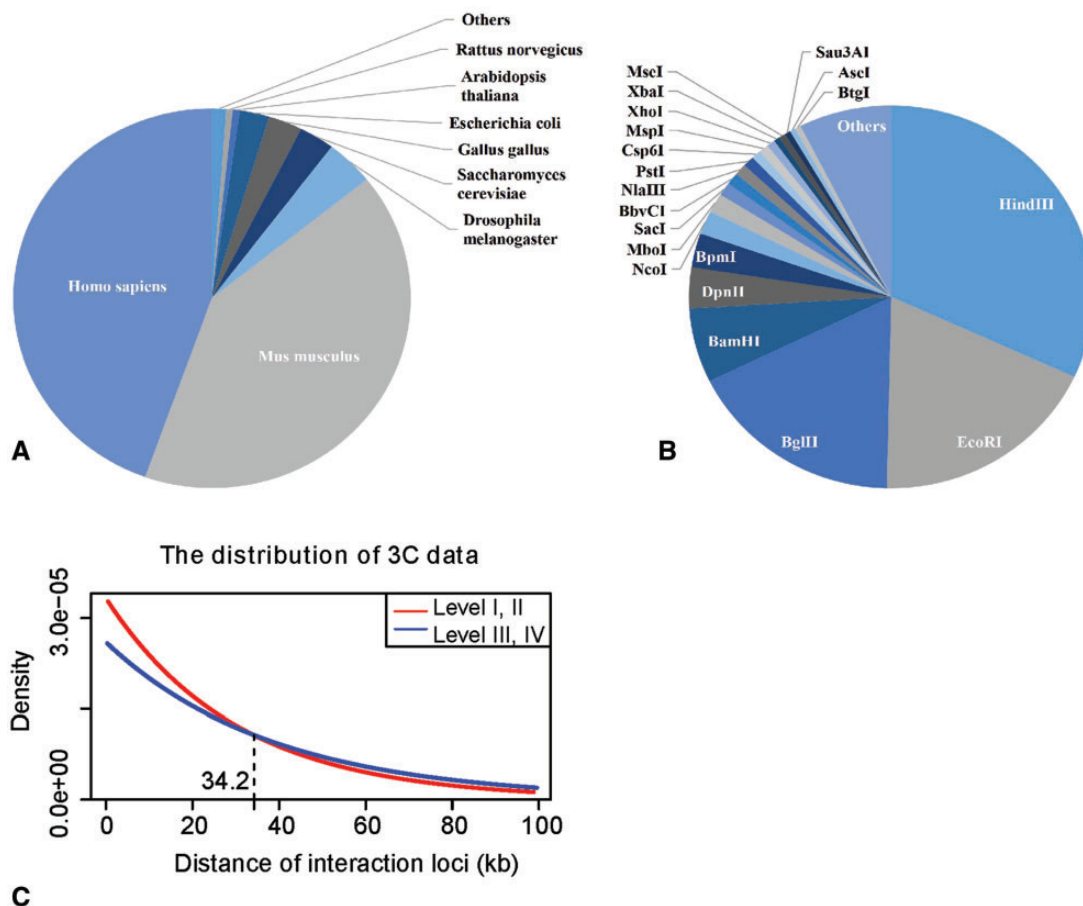 Others
Rattus norvegicus
Arabidopsis
thaliana
Escherichia coli
Gallus gallus
Saccharomyces
cerevisiae
Drosophila
melanogaster
Homo sapiens
Mus musculus
A
Sau3AI
AscI
BtgI
MscI
XbaI
XhoI
MspI
Csp6I
PstI
NlaIII
BbvCI
SacI
MboI
NcoI
BpmI
DpnII
BamHI
BglII
EcoRI
HindIII
Others
B
The distribution of 3C data
Level I, II
Level III, IV
Density
3.0e−05
0.0e+00
34.2
0 20 40 60 80 100
Distance of interaction loci (kb)
C